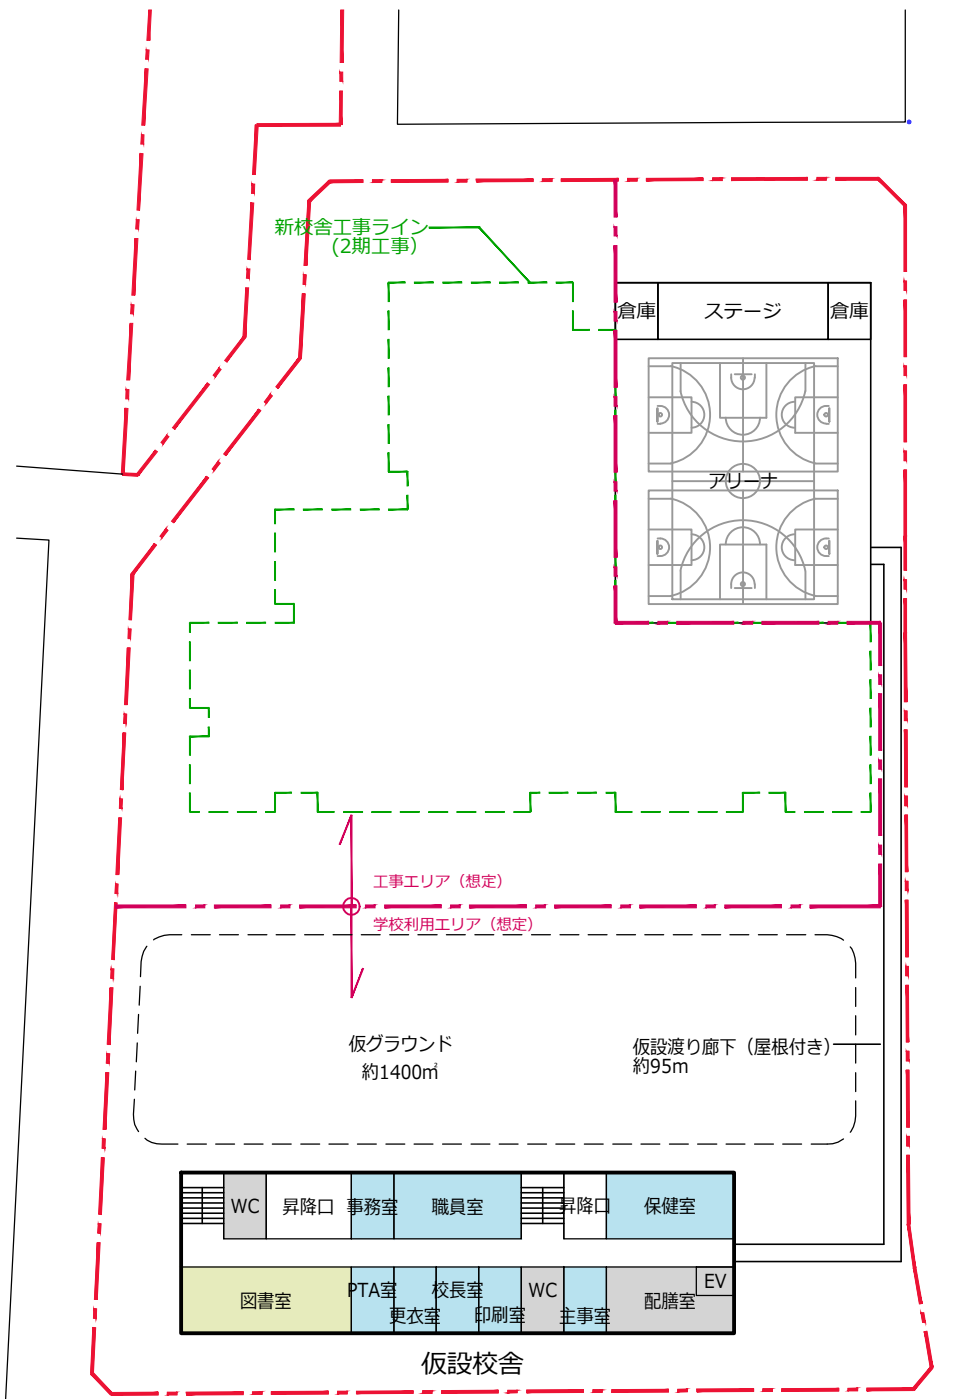 新校舎工事ライン
(2期工事)
倉庫
ステージ
倉庫
アリーナ
工事エリア（想定）
学校利用エリア（想定）
仮グラウンド
約1400㎡
仮設渡り廊下（屋根付き）
約95m
WC
昇降口
事務室
職員室
昇降口
保健室
図書室
PTA室
更衣室
校長室
印刷室
WC
主事室
配膳室
EV
仮設校舎